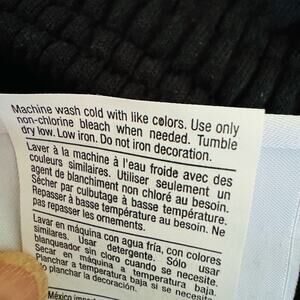 Machine wash cold with like colors. Use only
non-chlorine bleach when needed. Tumble
dry low. Low iron. Do not iron decoration.
Laver à la machine à l'eau froide avec des
couleurs similaires. Utiliser seulement un
agent de blanchiment non chloré au besoin.
Sécher par culbutage à basse température.
Repasser à basse température au besoin. Ne
pas repasser les ornements.
Lavar en máquina con agua fría, con colores
similares. Usar detergente. Sólo usar
blanqueador sin cloro cuando se necesite.
Secar en máquina a temperatura baja.
Planchar a temperatura baja si se necesita.
No planchar la decoración.
México